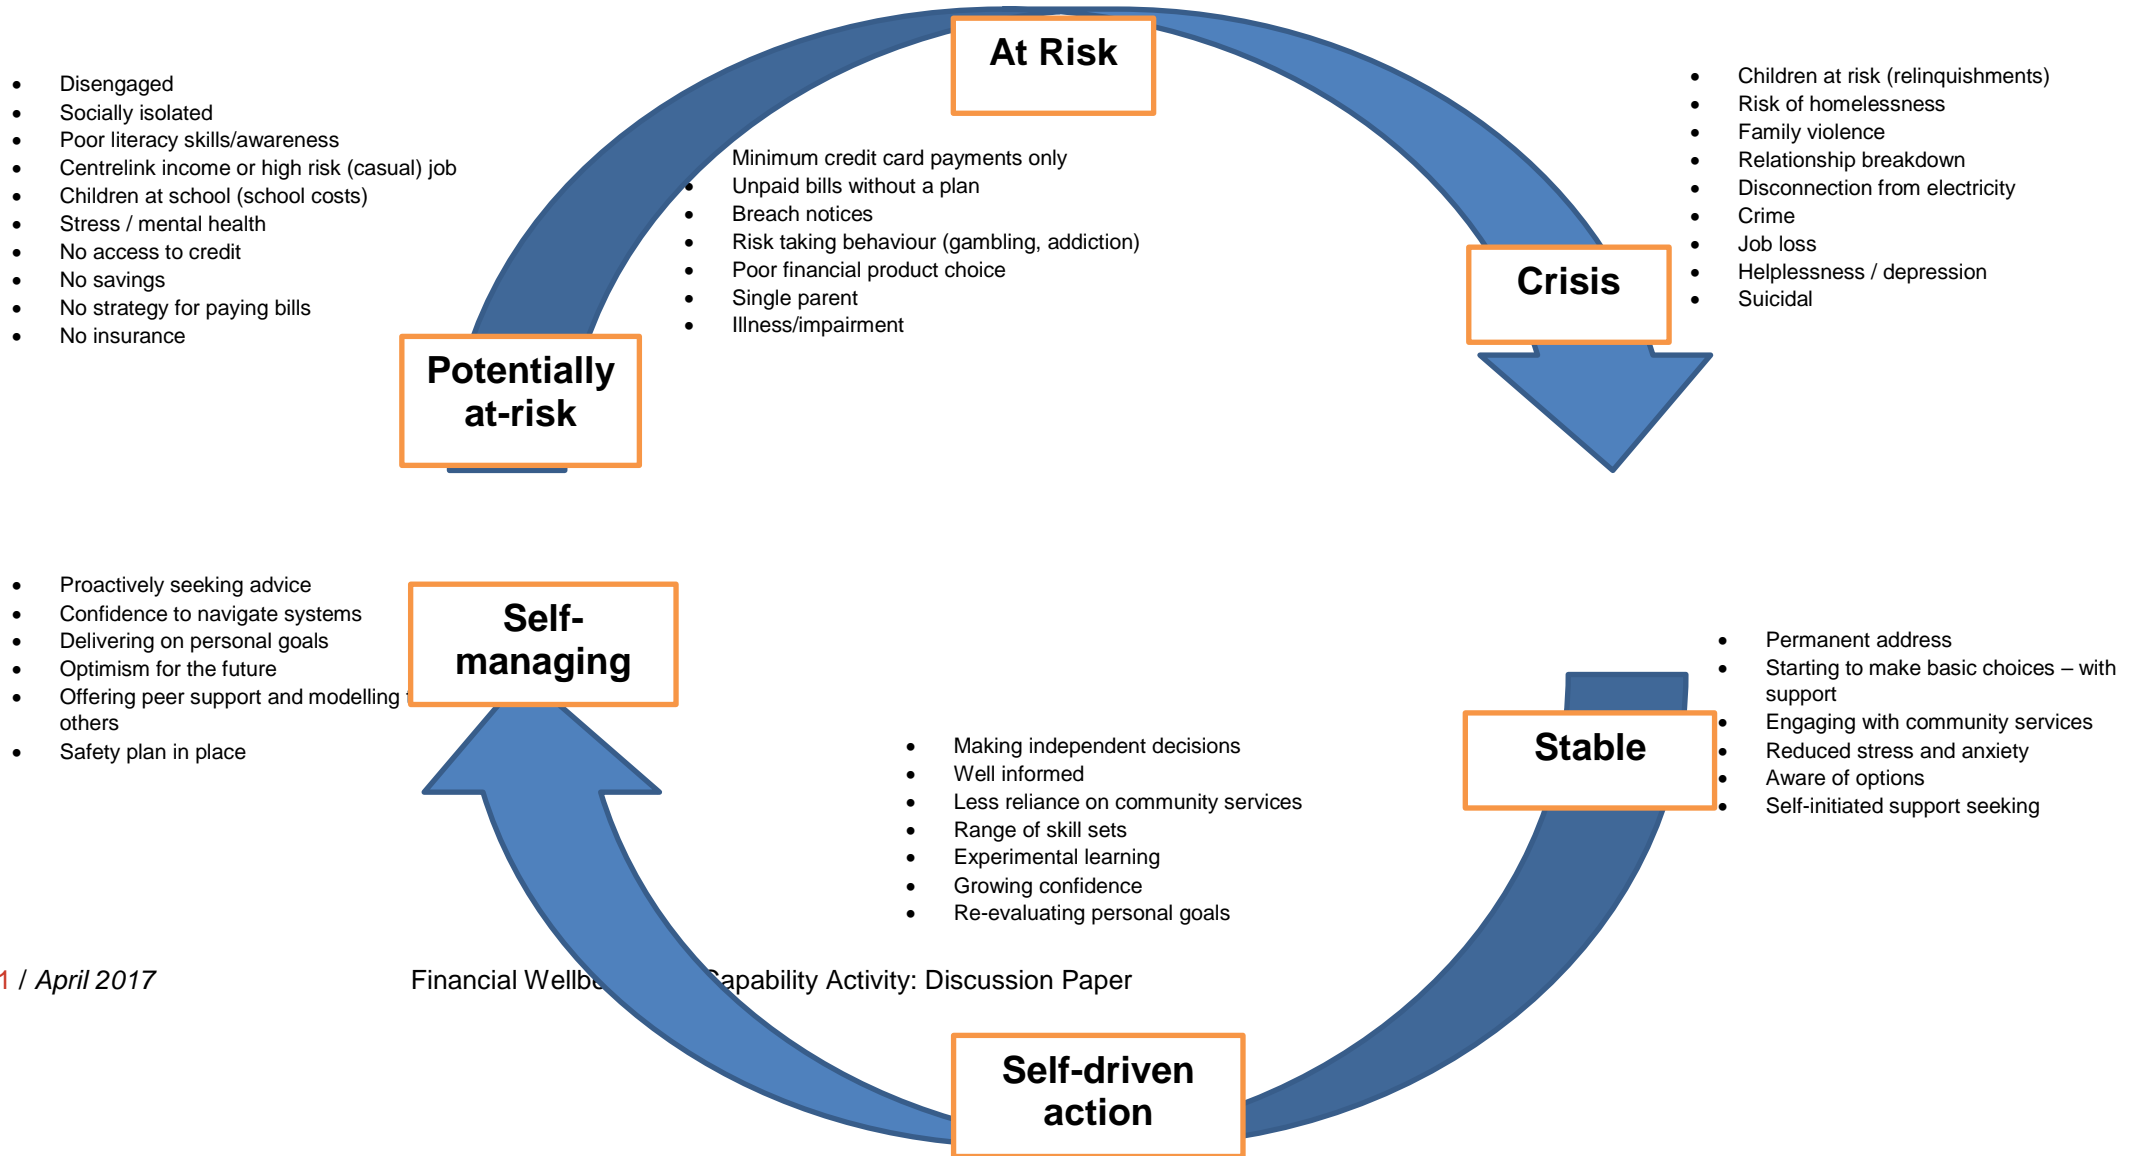 At Risk
• Disengaged
• Socially isolated
• Poor literacy skills/awareness
• Centrelink income or high risk (casual) job
• Children at school (school costs)
• Stress / mental health
• No access to credit
• No savings
• No strategy for paying bills
• No insurance
Minimum credit card payments only
• Unpaid bills without a plan
• Breach notices
• Risk taking behaviour (gambling, addiction)
• Poor financial product choice
• Single parent
• Illness/impairment
• Children at risk (relinquishments)
• Risk of homelessness
• Family violence
• Relationship breakdown
• Disconnection from electricity
• Crime
• Job loss
• Helplessness / depression
• Suicidal
Crisis
Potentially
at-risk
• Proactively seeking advice
• Confidence to navigate systems
• Delivering on personal goals
• Optimism for the future
• Offering peer support and modelling
others
• Safety plan in place
Self-
managing
• Making independent decisions
• Well informed
• Less reliance on community services
• Range of skill sets
• Experimental learning
• Growing confidence
• Re-evaluating personal goals
Stable
• Permanent address
• Starting to make basic choices – with
support
• Engaging with community services
• Reduced stress and anxiety
• Aware of options
• Self-initiated support seeking
1 / April 2017
Financial Capability Activity: Discussion Paper
Self-driven
action